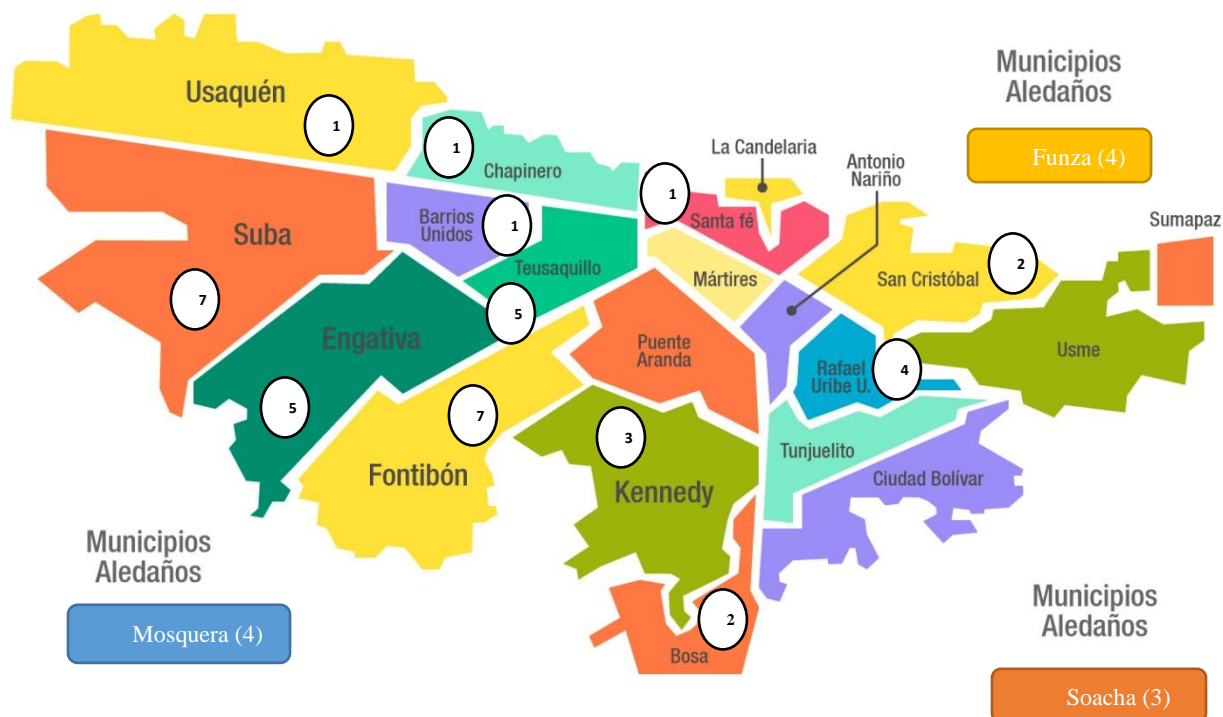 Municipios
Aledaños
Funza (4)
Usaquén
1
1
Chapinero
La Candelaria
Antonio
Nariño
1
Santa fé
Sumapaz
Suba
Barrios
Unidos
1
Teusaquillo
Mártires
San Cristóbal
2
7
5
Engativa
Puente
Aranda
Rafael
Uribe U.
4
Usme
5
7
3
Fontibón
Kennedy
Tunjuelito
Ciudad Bolívar
Municipios
Aledaños
Mosquera (4)
2
Bosa
Municipios
Aledaños
Soacha (3)